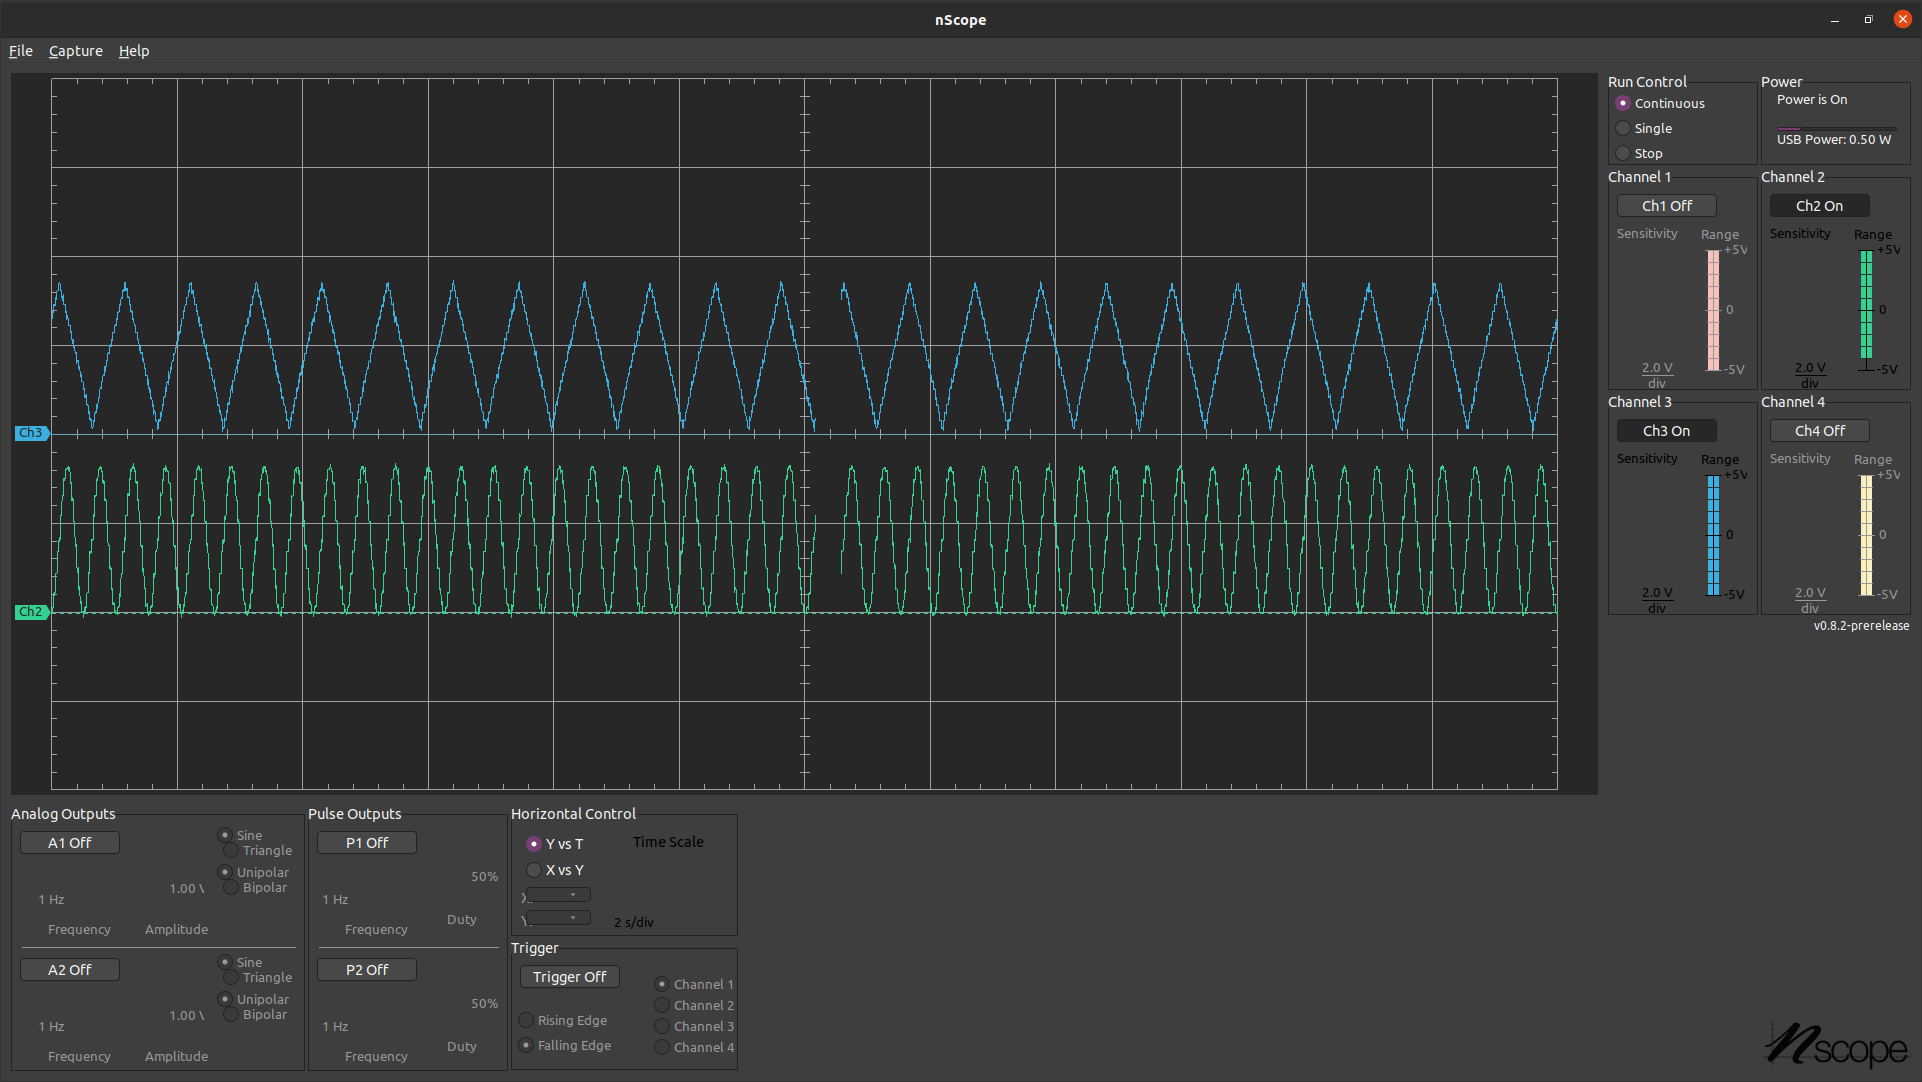 nScope
File Capture Help
Ch3
Ch2
Run Control
Continuous
Single
Stop
Power
Power is On
USB Power: 0.50 W
Channel 1
Ch1 Off
Sensitivity
Range
+5V
0
-5V
2.0 V
div
Channel 2
Ch2 On
Sensitivity
Range
+5V
0
-5V
2.0 V
div
Channel 3
Ch3 On
Sensitivity
Range
+5V
0
-5V
2.0 V
div
Channel 4
Ch4 Off
Sensitivity
Range
+5V
0
-5V
2.0 V
div
v0.8.2-prerelease
Analog Outputs
A1 Off
Sine
Triangle
Unipolar
Bipolar
1.00 V
1 Hz
Frequency
Amplitude
A2 Off
Sine
Triangle
Unipolar
Bipolar
1.00 V
1 Hz
Frequency
Amplitude
Pulse Outputs
P1 Off
50%
1 Hz
Duty
Frequency
P2 Off
50%
1 Hz
Duty
Frequency
Horizontal Control
Y vs T
Time Scale
X vs Y
X:
Y:
2 s/div
Trigger
Trigger Off
Channel 1
Channel 2
Rising Edge
Channel 3
Falling Edge
Channel 4
nscope